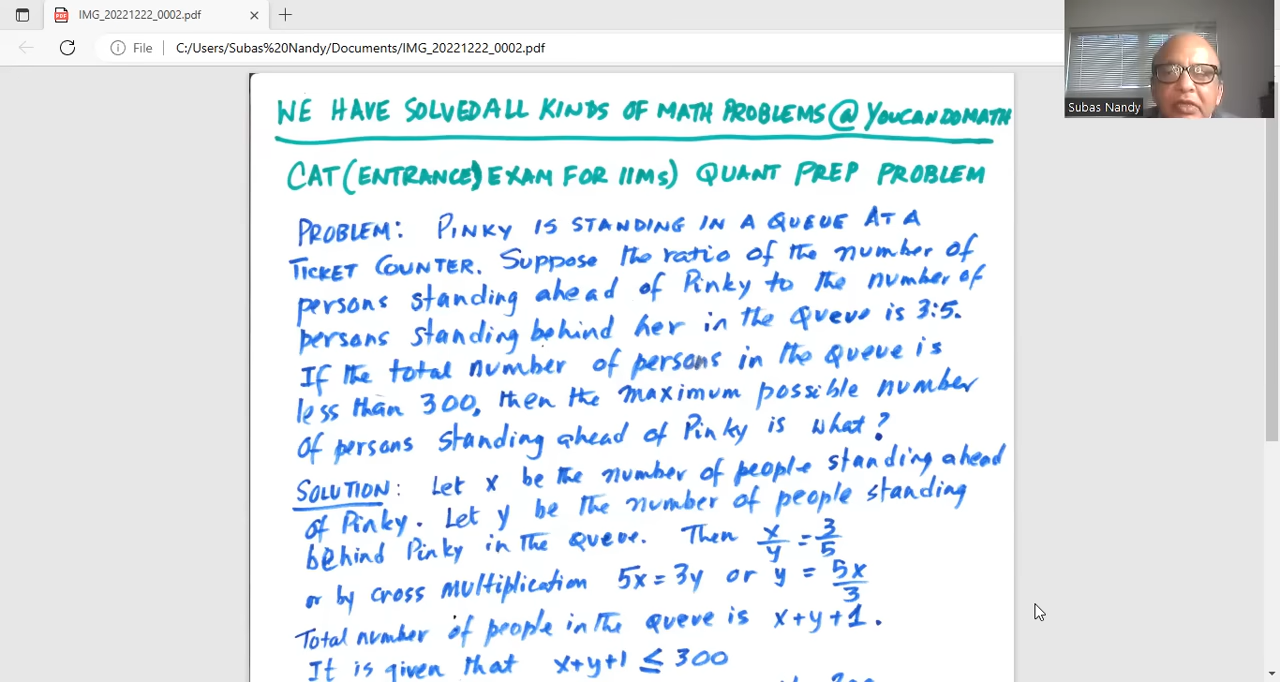 IMG_20221222_0002.pdf
File
C:/Users/Subas%20Nandy/Documents/IMG_20221222_0002.pdf
Subas Nandy
WE HAVE SOLVED ALL KINDS OF MATH PROBLEMS @ YOUCANDOMATH
CAT (ENTRANCE) EXAM FOR IIMs) QUANT PREP PROBLEM
PROBLEM: PINKY IS STANDING IN A QUEUE AT A
TICKET COUNTER. Suppose the ratio of the number of
persons standing ahead of Pinky to the number of
persons standing behind her in the Queue is 3:5.
If the total number of persons in the Queue is
less than 300, then the maximum possible number
of persons standing ahead of Pinky is what?
SOLUTION: Let x be the number of people standing ahead
of Pinky. Let y be the number of people standing
behind Pinky in the queue. Then x/y = 3/5
or by cross multiplication 5x = 3y or y = 5x/3
Total number of people in the queue is x+y+1.
It is given that x+y+1 ≤ 300